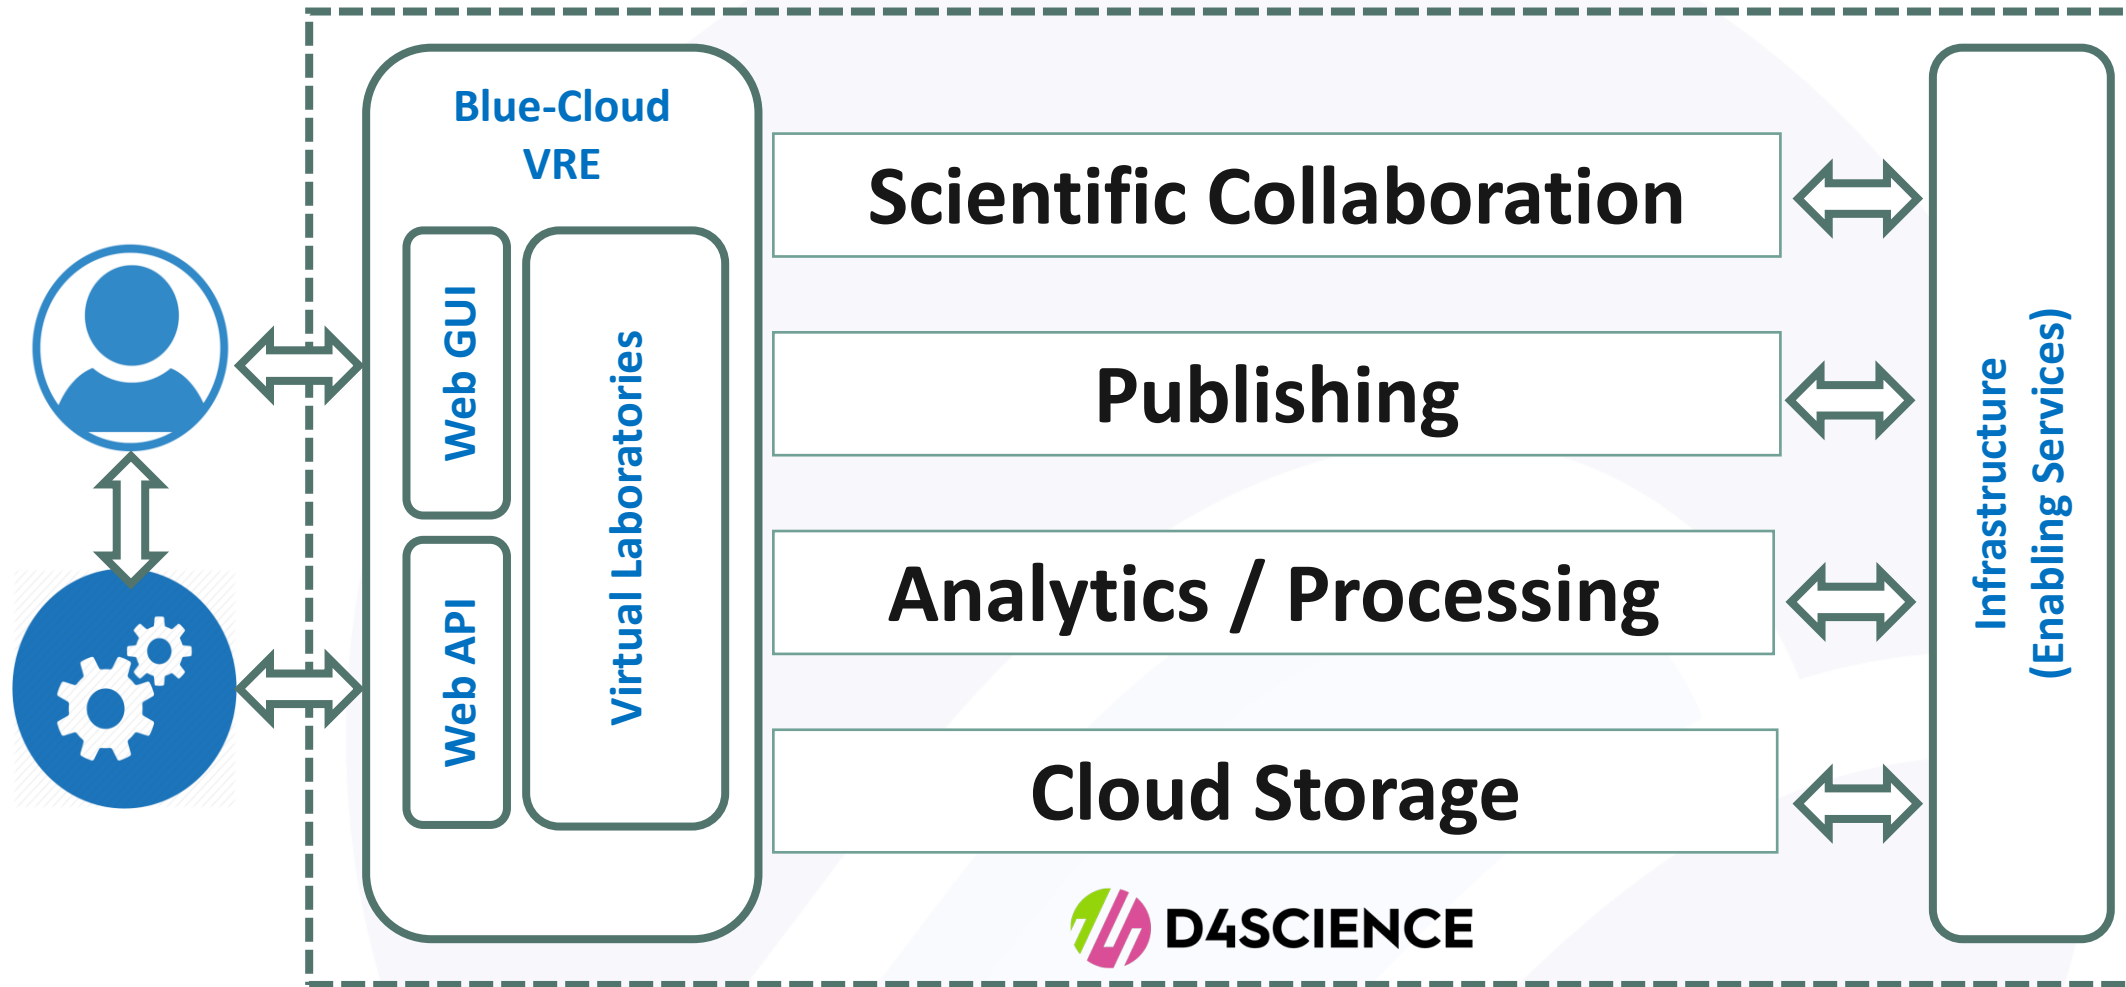 Blue-Cloud
VRE
Web GUI
Web API
Virtual Laboratories
Scientific Collaboration
Publishing
Analytics / Processing
Cloud Storage
D4SCIENCE
Infrastructure
(Enabling Services)